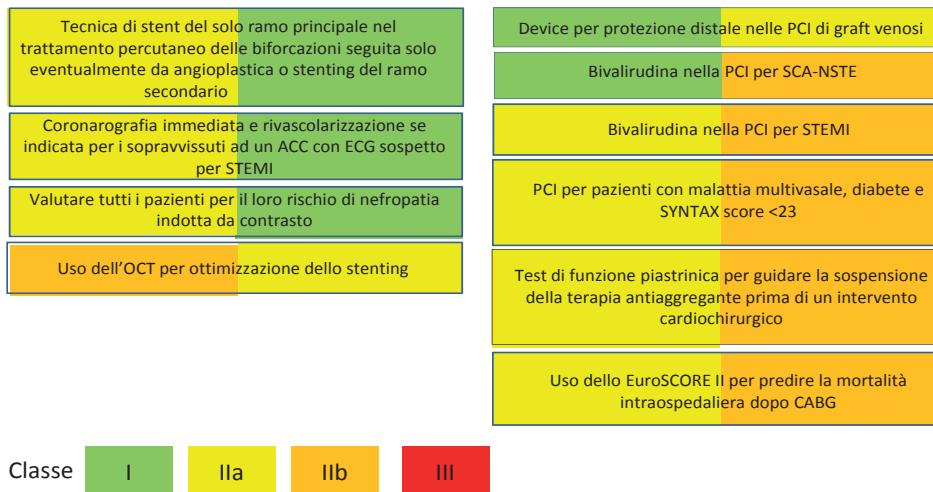 Tecnica di stent del solo ramo principale nel
trattamento percutaneo delle biforcazioni seguita solo
eventualmente da angioplastica o stenting del ramo
secondario
Coronarografia immediata e rivascolarizzazione se
indicata per i sopravvissuti ad un ACC con ECG sospetto
per STEMI
Valutare tutti i pazienti per il loro rischio di nefropatia
indotta da contrasto
Uso dell’OCT per ottimizzazione dello stenting
Device per protezione distale nelle PCI di graft venosi
Bivalirudina nella PCI per SCA-NSTE
Bivalirudina nella PCI per STEMI
PCI per pazienti con malattia multivasale, diabete e
SYNTAX score <23
Test di funzione piastrinica per guidare la sospensione
della terapia antiaggregante prima di un intervento
cardiochirurgico
Uso dello EuroSCORE II per predire la mortalità
intraospedaliera dopo CABG
Classe I IIa IIb III